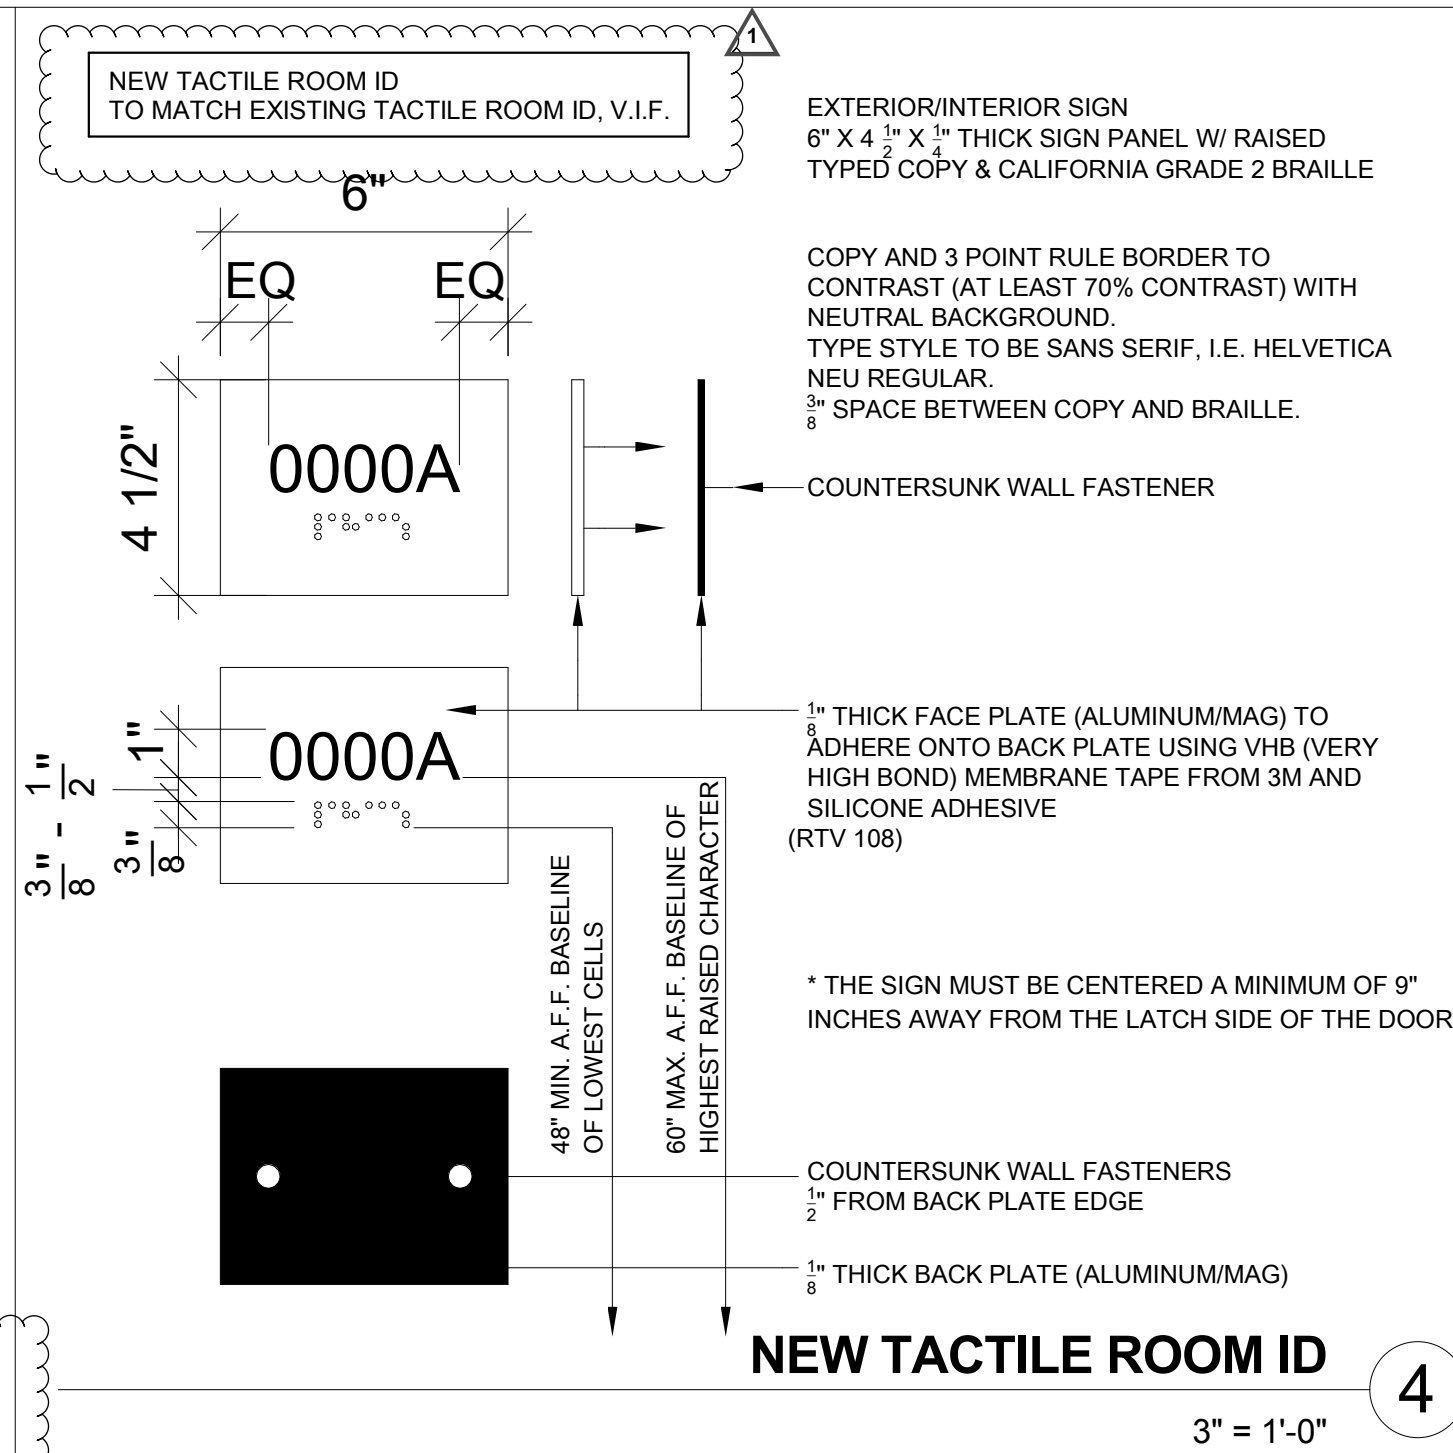 1
NEW TACTILE ROOM ID
TO MATCH EXISTING TACTILE ROOM ID, V.I.F.
EXTERIOR/INTERIOR SIGN
6" X 4 1/2" X 1/4" THICK SIGN PANEL W/ RAISED
TYPED COPY & CALIFORNIA GRADE 2 BRAILLE
6"
EQ EQ
COPY AND 3 POINT RULE BORDER TO
CONTRAST (AT LEAST 70% CONTRAST) WITH
NEUTRAL BACKGROUND.
TYPE STYLE TO BE SANS SERIF, I.E. HELVETICA
NEU REGULAR.
3/8" SPACE BETWEEN COPY AND BRAILLE.
4 1/2"
0000A
COUNTERSUNK WALL FASTENER
1/8" THICK FACE PLATE (ALUMINUM/MAG) TO
ADHERE ONTO BACK PLATE USING VHB (VERY
HIGH BOND) MEMBRANE TAPE FROM 3M AND
SILICONE ADHESIVE
(RTV 108)
1"
0000A
3/8" - 1/2"
3/8"
48" MIN. A.F.F. BASELINE
OF LOWEST CELLS
60" MAX. A.F.F. BASELINE OF
HIGHEST RAISED CHARACTER
* THE SIGN MUST BE CENTERED A MINIMUM OF 9"
INCHES AWAY FROM THE LATCH SIDE OF THE DOOR
COUNTERSUNK WALL FASTENERS
1/2" FROM BACK PLATE EDGE
1/8" THICK BACK PLATE (ALUMINUM/MAG)
NEW TACTILE ROOM ID
4
3" = 1'-0"